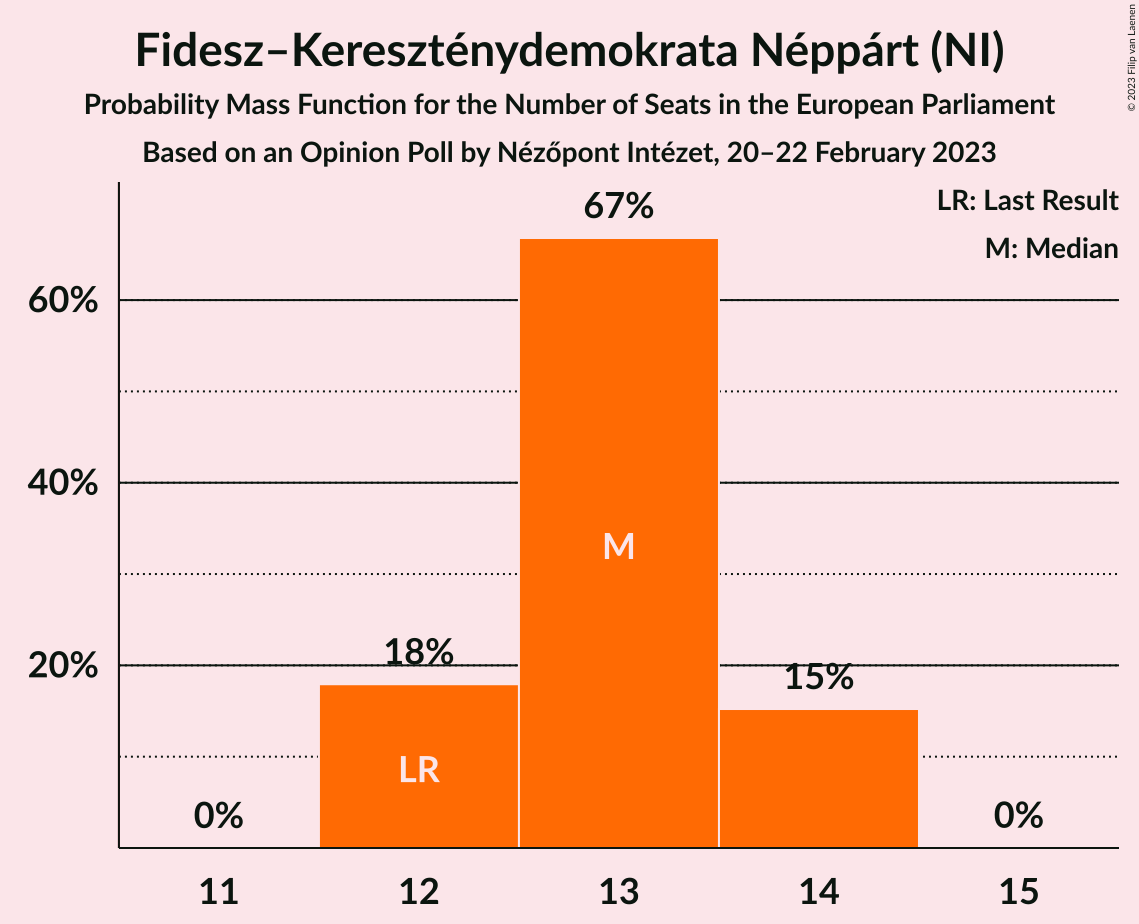 Fidesz–Kereszténydemokrata Néppárt (NI)
Probability Mass Function for the Number of Seats in the European Parliament
Based on an Opinion Poll by Nézőpont Intézet, 20–22 February 2023
© 2023 Filip van Laenen
LR: Last Result
M: Median
67%
60%
40%
M
18%
20%
15%
LR
0%
0%
11
12
13
14
15